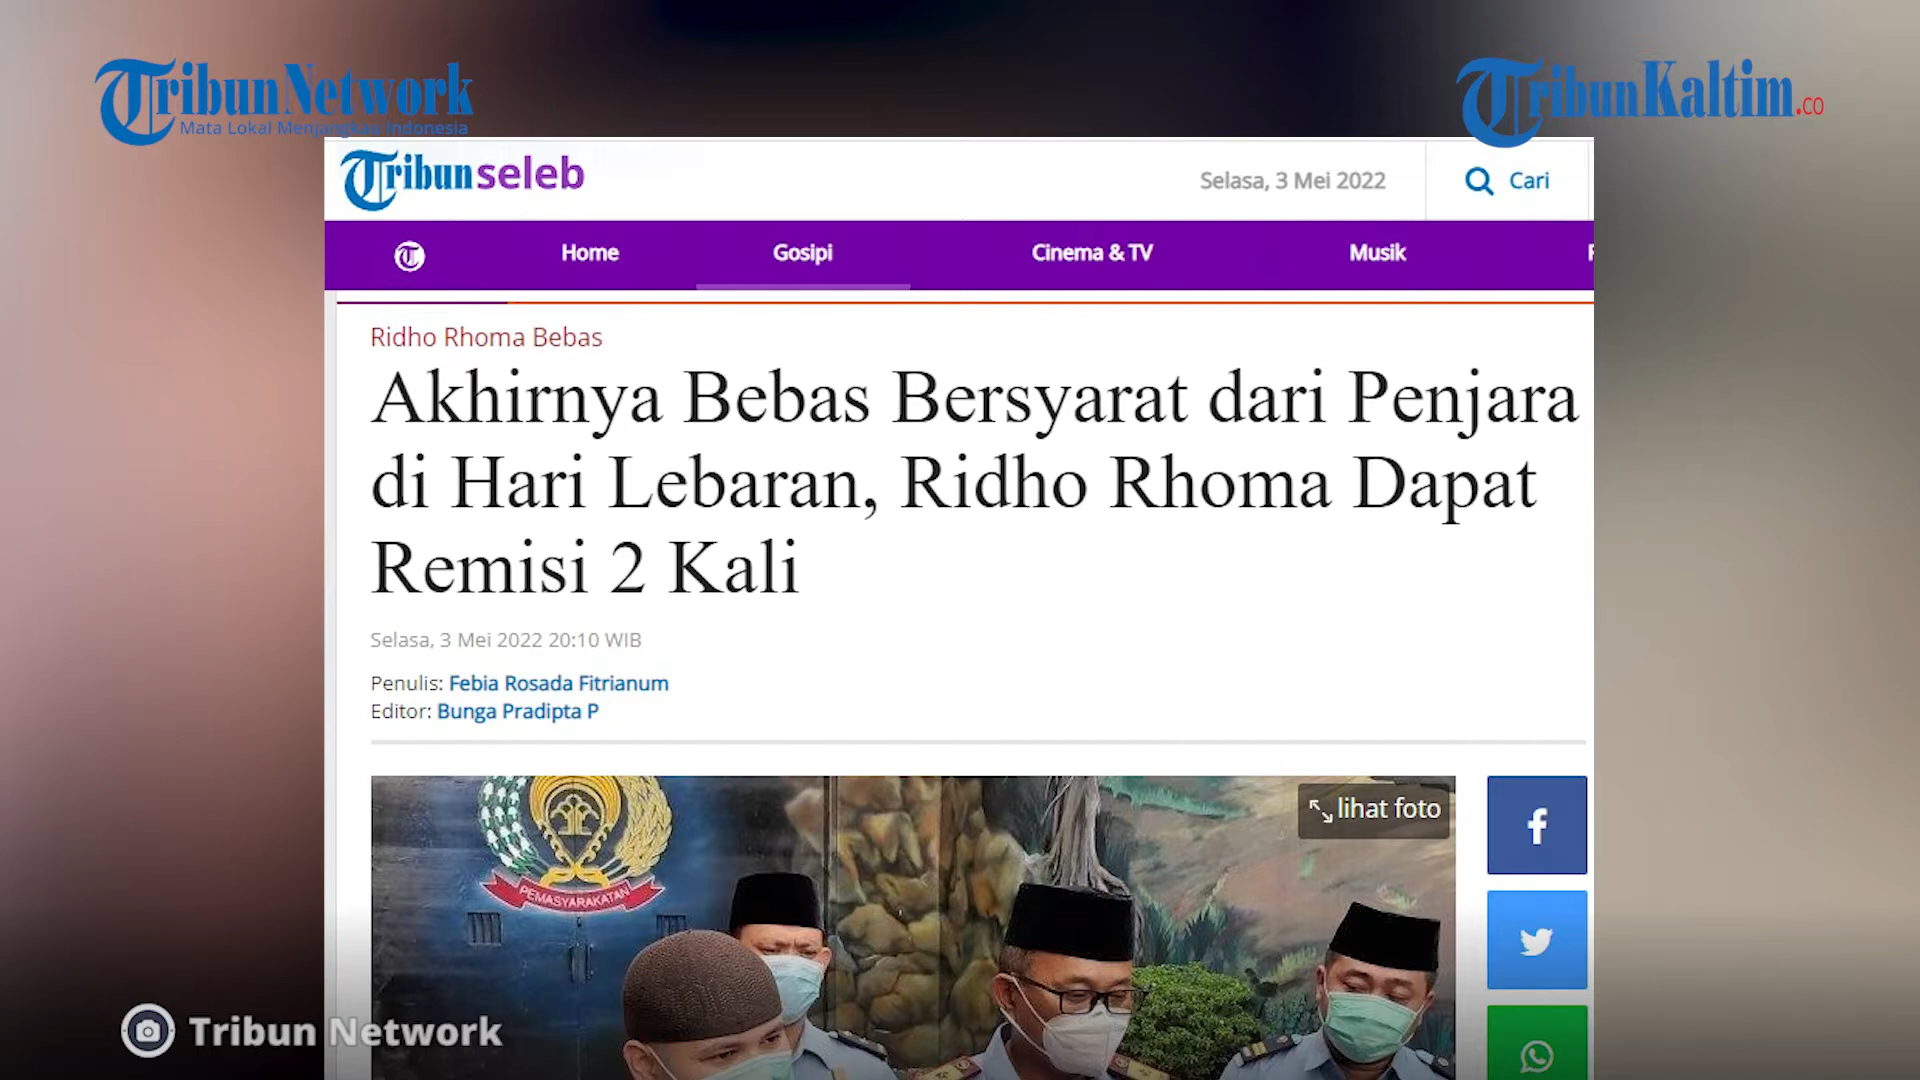 TribunNetwork
Mata Lokal Menjangkau Indonesia
TribunKaltim.co
Tribunseleb
Selasa, 3 Mei 2022
Cari
Home
Gosipi
Cinema & TV
Musik
Ridho Rhoma Bebas
Akhirnya Bebas Bersyarat dari Penjara
di Hari Lebaran, Ridho Rhoma Dapat
Remisi 2 Kali
Selasa, 3 Mei 2022 20:10 WIB
Penulis: Febia Rosada Fitrianum
Editor: Bunga Pradipta P
lihat foto
PEMASYARAKATAN
Tribun Network